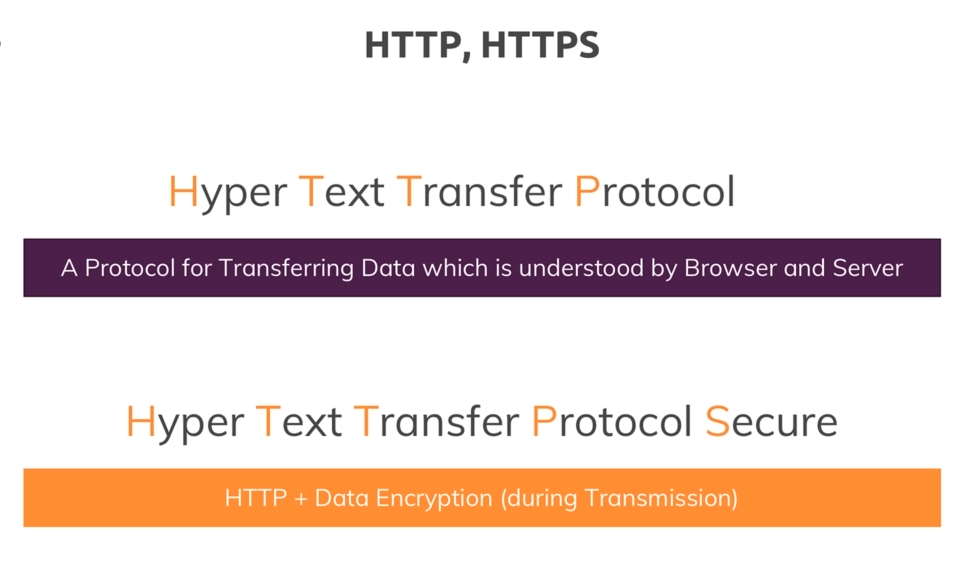 HTTP, HTTPS
Hyper Text Transfer Protocol
A Protocol for Transferring Data which is understood by Browser and Server
Hyper Text Transfer Protocol Secure
HTTP + Data Encryption (during Transmission)